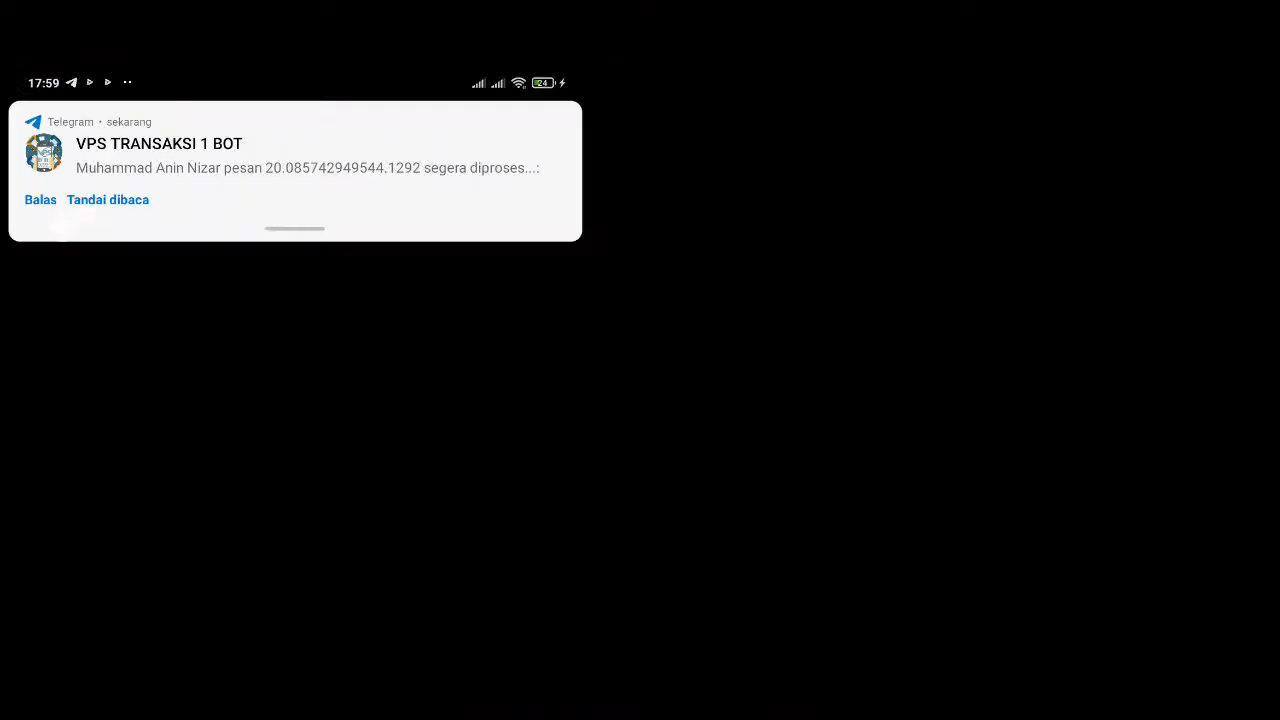 17:59 24
Telegram • sekarang
VPS TRANSAKSI 1 BOT
Muhammad Anin Nizar pesan 20.085742949544.1292 segera diproses...:
Balas Tandai dibaca